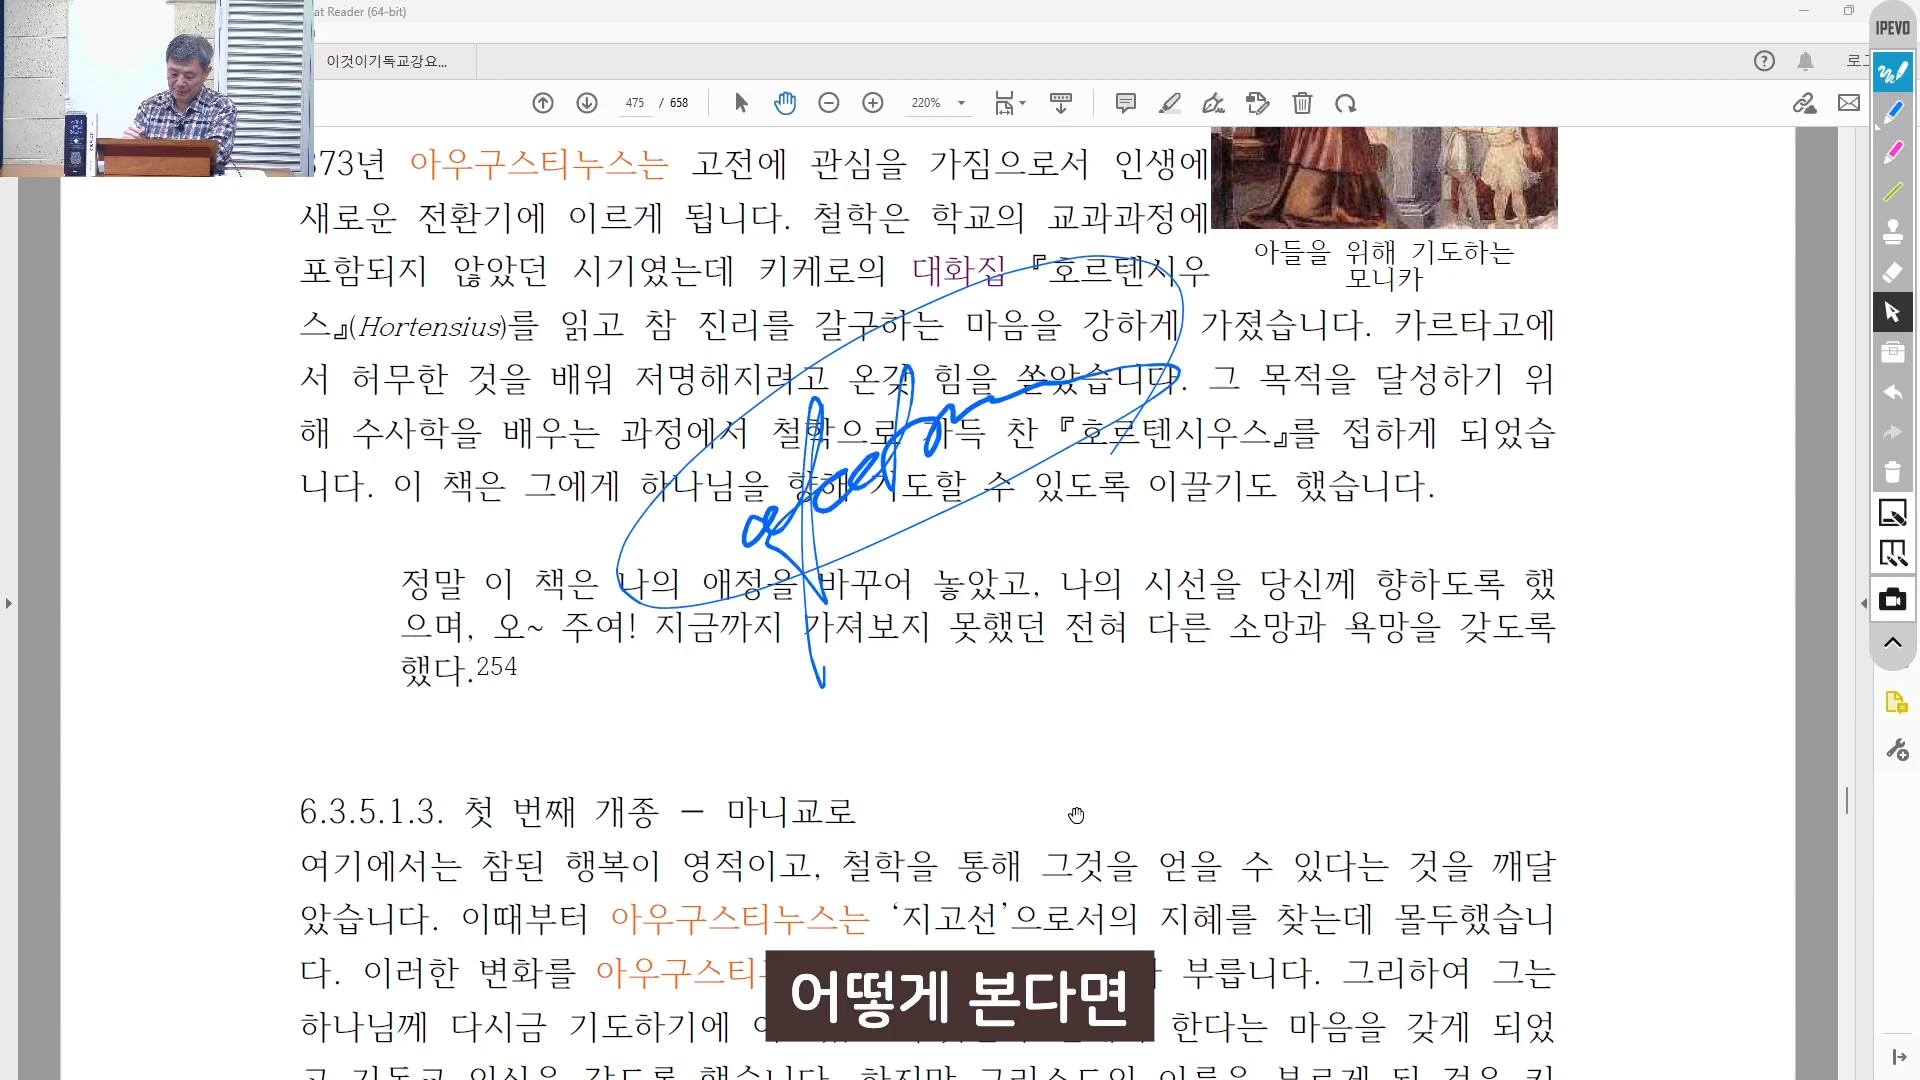 at Reader (64-bit)
이것이기독교강요...
475 / 658
220%
IPEVO
373년 아우구스티누스는 고전에 관심을 가짐으로서 인생에
새로운 전환기에 이르게 됩니다. 철학은 학교의 교과과정에
포함되지 않았던 시기였는데 키케로의 대화집 『호르텐시우
스』(Hortensius)를 읽고 참 진리를 갈구하는 마음을 강하게 가졌습니다. 카르타고에
서 허무한 것을 배워 저명해지려고 온갖 힘을 쏟았습니다. 그 목적을 달성하기 위
해 수사학을 배우는 과정에서 철학으로 가득 찬 『호르텐시우스』를 접하게 되었습
니다. 이 책은 그에게 하나님을 향해 기도할 수 있도록 이끌기도 했습니다.
아들을 위해 기도하는
모니카
정말 이 책은 나의 애정을 바꾸어 놓았고, 나의 시선을 당신께 향하도록 했
으며, 오~ 주여! 지금까지 가져보지 못했던 전혀 다른 소망과 욕망을 갖도록
했다.254
6.3.5.1.3. 첫 번째 개종 – 마니교로
여기에서는 참된 행복이 영적이고, 철학을 통해 그것을 얻을 수 있다는 것을 깨달
았습니다. 이때부터 아우구스티누스는 ‘지고선’으로서의 지혜를 찾는데 몰두했습니
다. 이러한 변화를 아우구스티 부릅니다. 그리하여 그는
하나님께 다시금 기도하기에 한다는 마음을 갖게 되었
어떻게 본다면